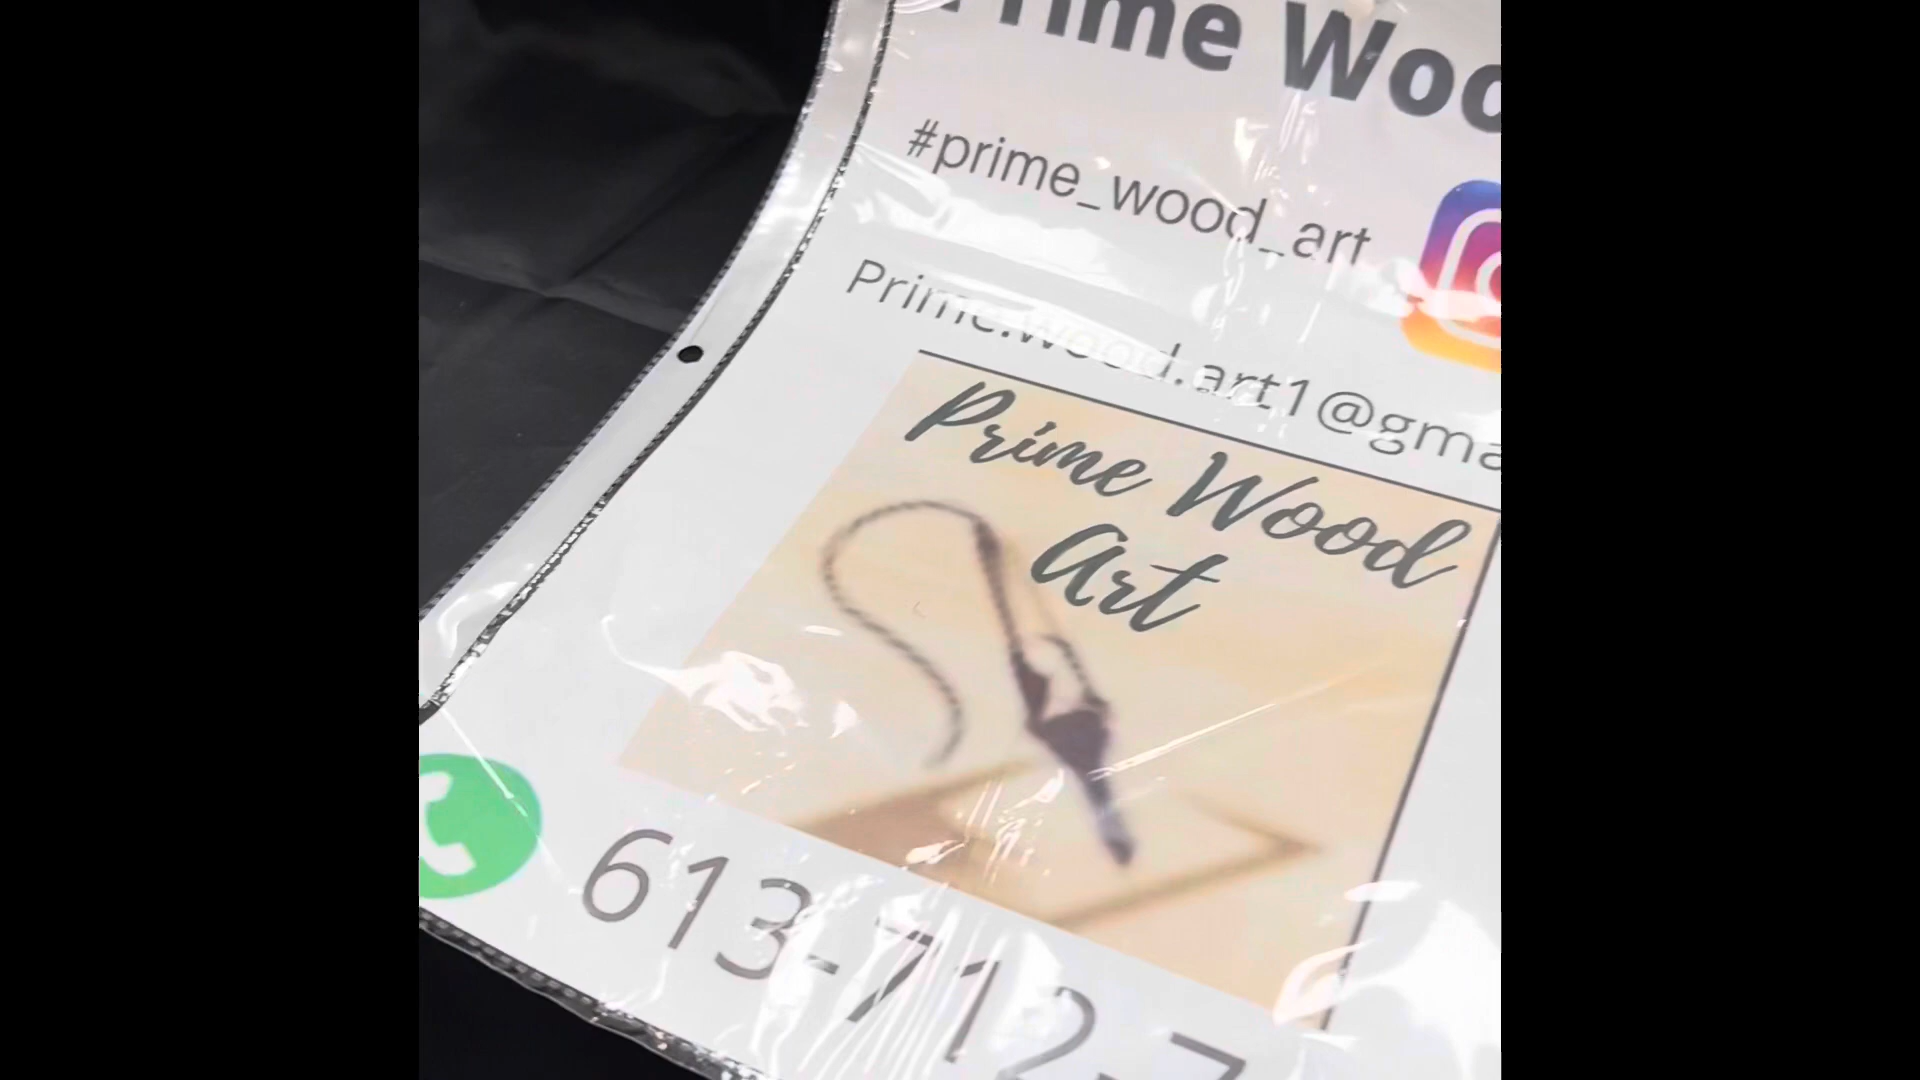 Prime Woo
#prime_wood_art
Prime.wood.art1@gma
Prime Wood
Art
613-712-7